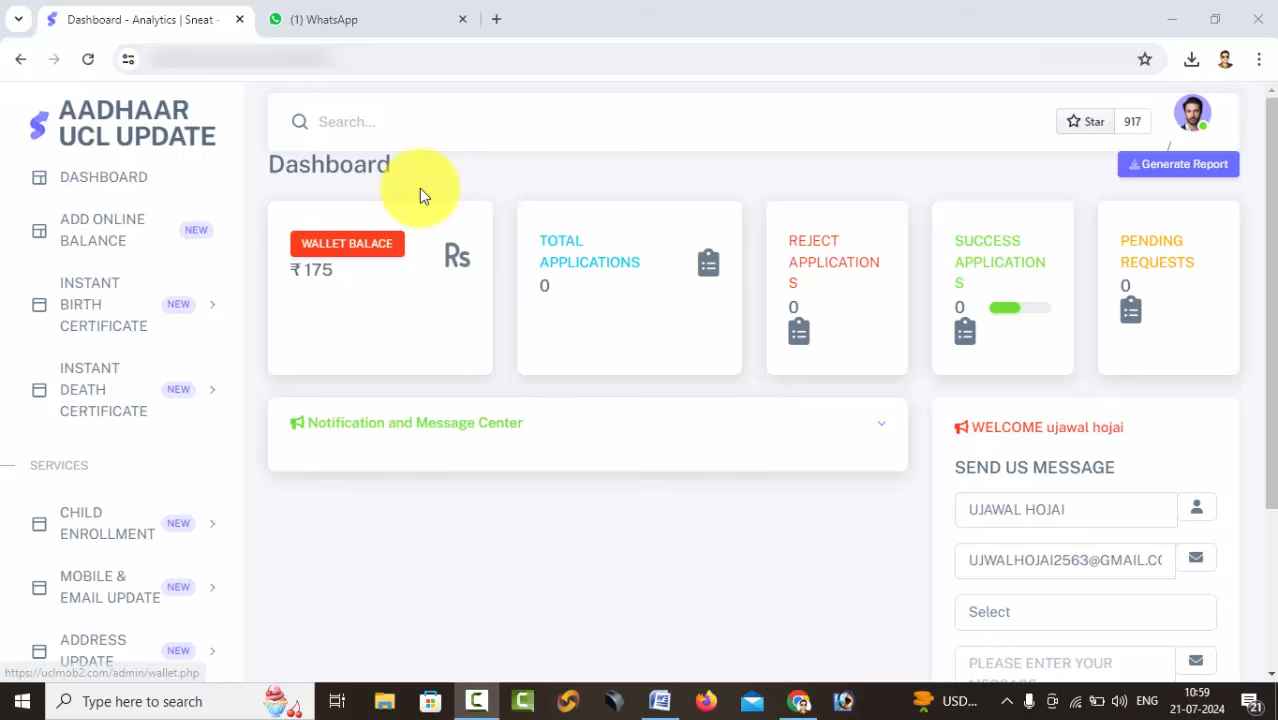 Dashboard - Analytics | Sneat -
(1) WhatsApp
AADHAAR
UCL UPDATE
Search...
Star
917
Dashboard
Generate Report
DASHBOARD
ADD ONLINE
BALANCE
NEW
INSTANT
BIRTH
CERTIFICATE
NEW
INSTANT
DEATH
CERTIFICATE
NEW
SERVICES
CHILD
ENROLLMENT
NEW
MOBILE &
EMAIL UPDATE
NEW
ADDRESS
UPDATE
NEW
WALLET BALACE
₹ 175
Rs
TOTAL
APPLICATIONS
0
REJECT
APPLICATION
S
0
SUCCESS
APPLICATION
S
0
PENDING
REQUESTS
0
Notification and Message Center
WELCOME ujawal hojai
SEND US MESSAGE
UJAWAL HOJAI
UJWALHOJAI2563@GMAIL.CO
Select
PLEASE ENTER YOUR
MESSAGE
https://uclmob2.com/admin/wallet.php
Type here to search
USD...
ENG
10:59
21-07-2024
21